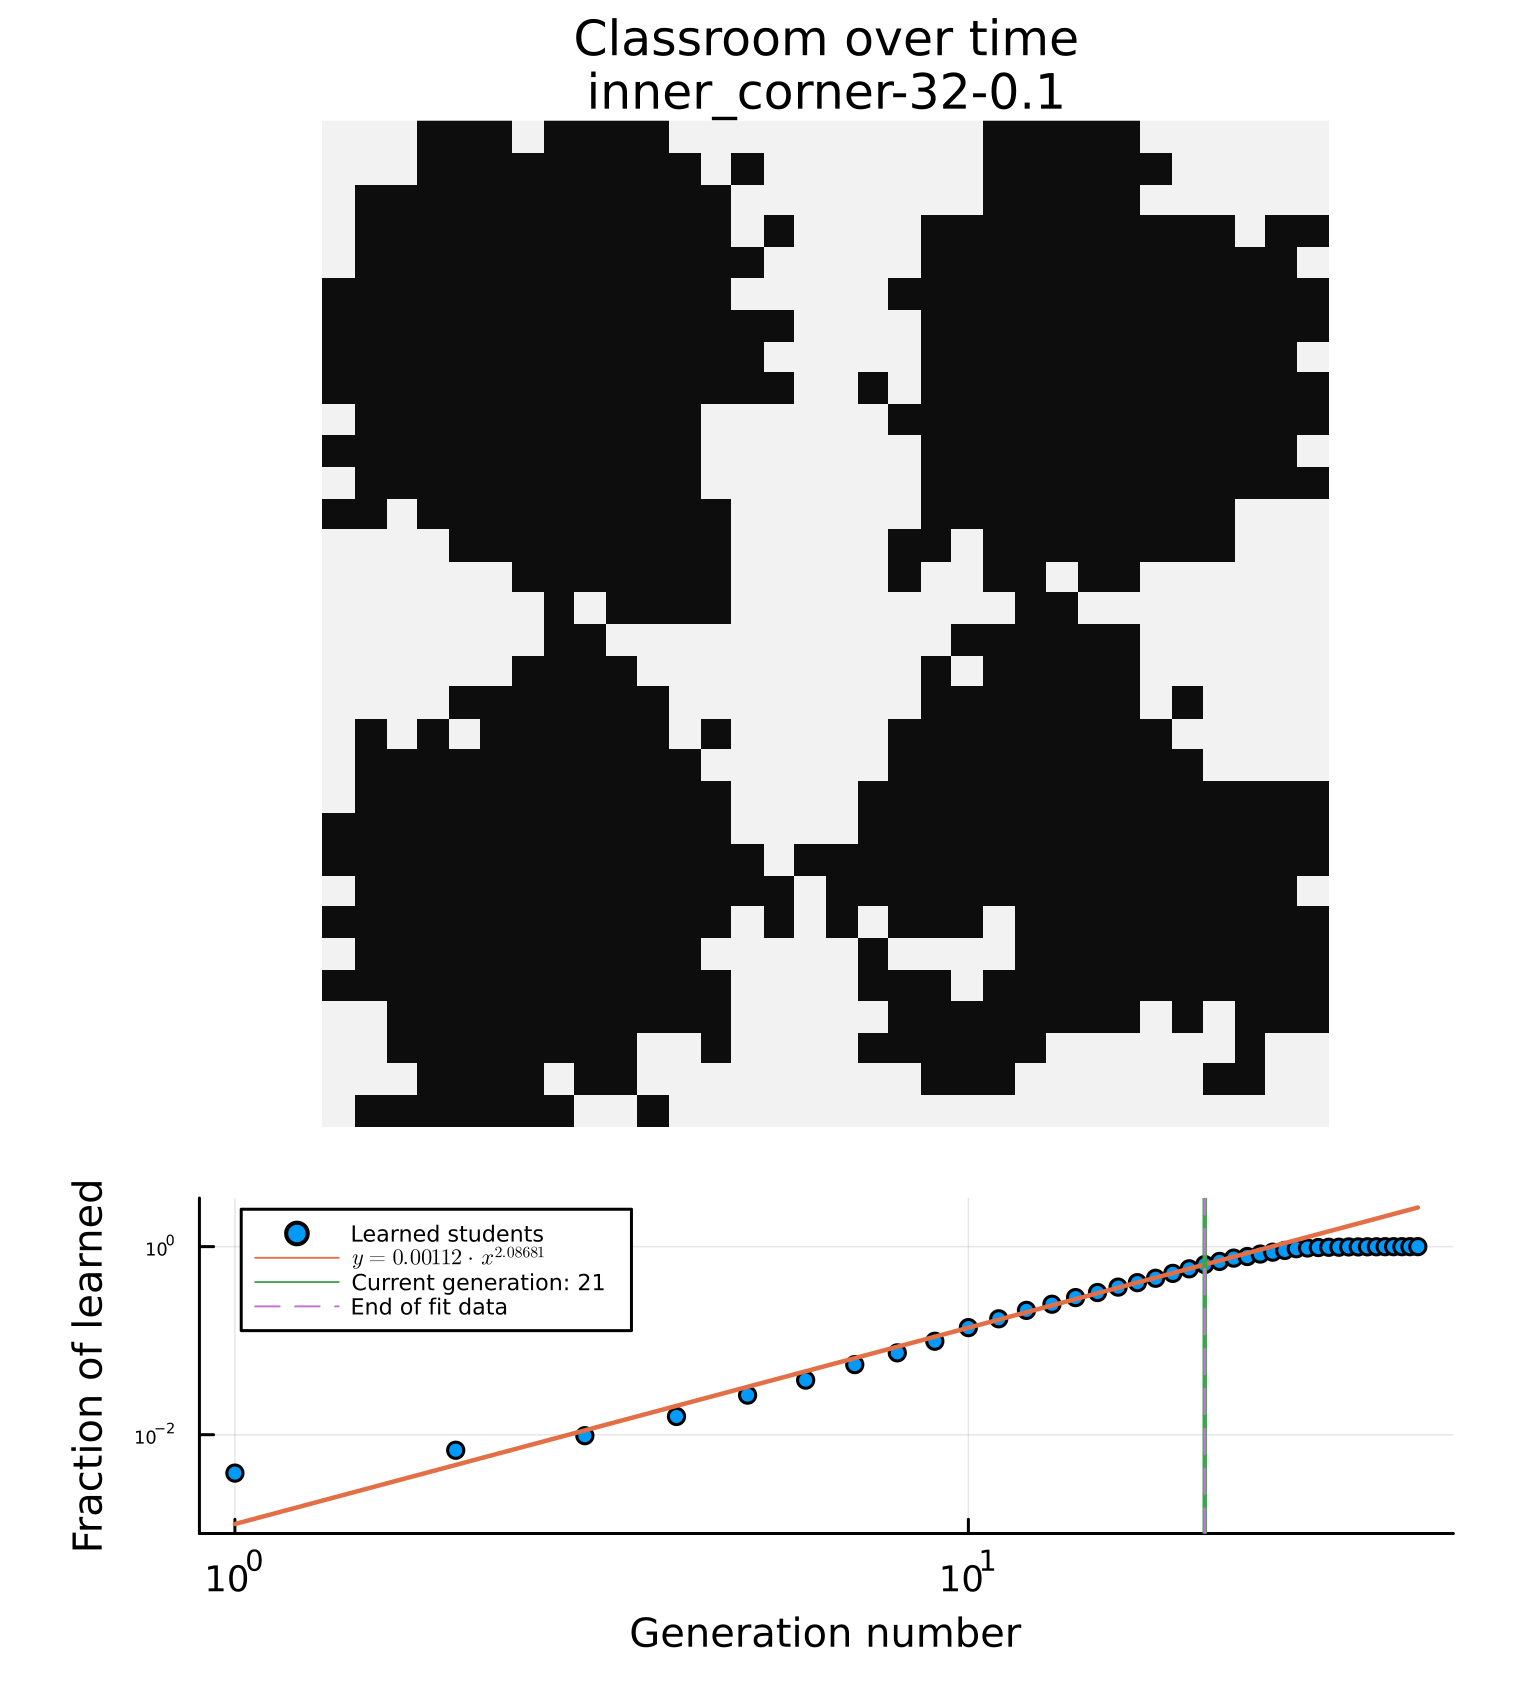 Classroom over time
inner_corner-32-0.1
Fraction of learned
10^0
10^−2
Learned students
y = 0.00112 · x^2.08681
Current generation: 21
End of fit data
10^0
10^1
Generation number